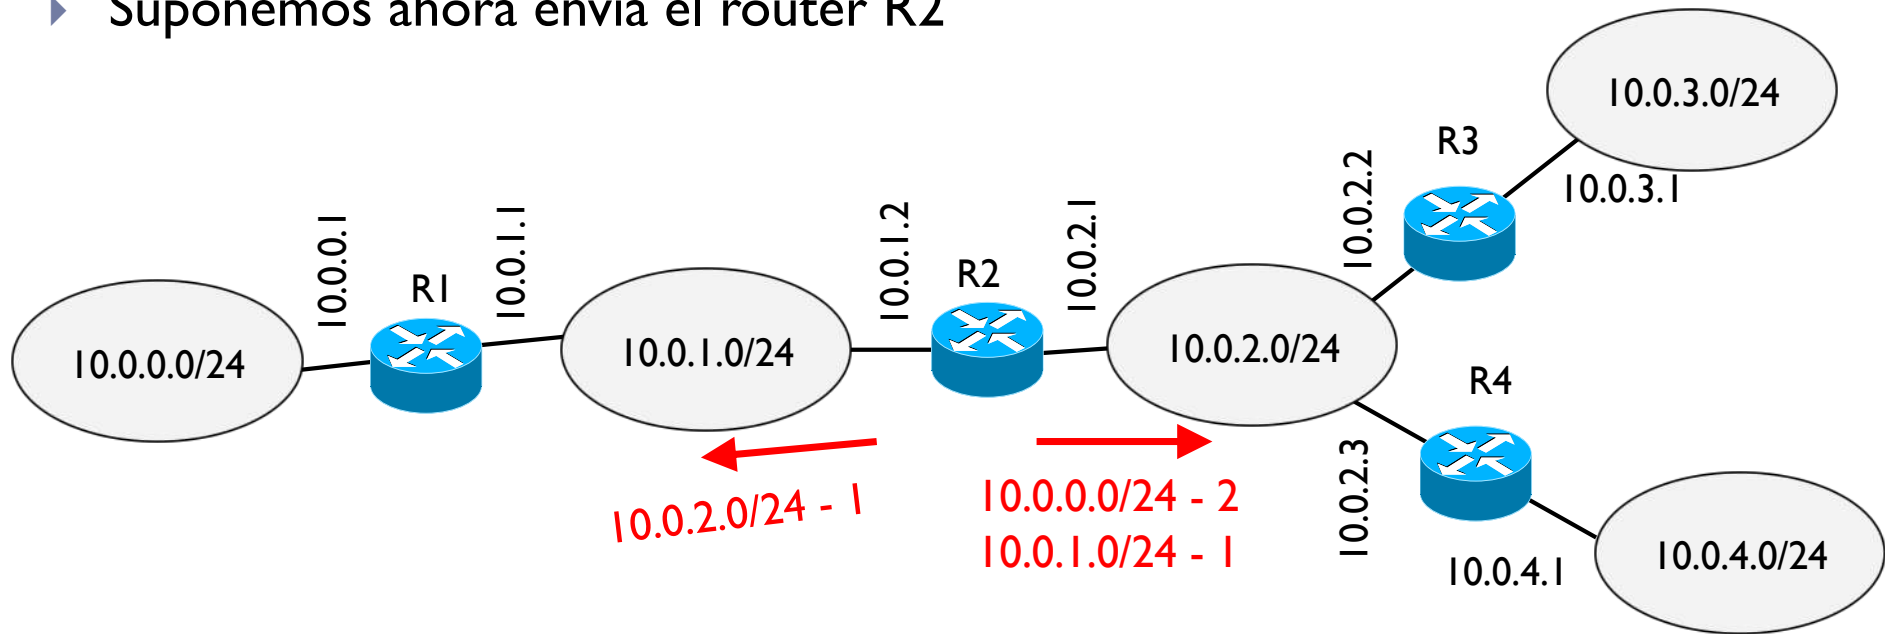 Suponemos ahora envía el router R2
10.0.3.0/24
R3
10.0.2.2
10.0.3.1
10.0.0.1
R1
10.0.1.1
10.0.1.2
R2
10.0.2.1
10.0.0.0/24
10.0.1.0/24
10.0.2.0/24
R4
10.0.2.3
10.0.2.0/24 - 1
10.0.0.0/24 - 2
10.0.1.0/24 - 1
10.0.4.1
10.0.4.0/24